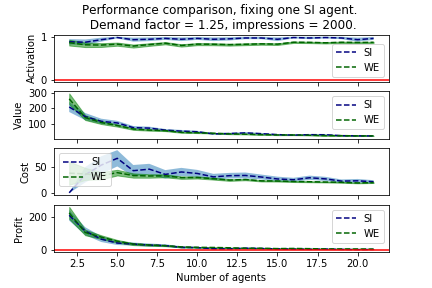 Performance comparison, fixing one SI agent.
Demand factor = 1.25, impressions = 2000.
Activation
1
0
SI
WE
Value
300
200
100
SI
WE
Cost
50
0
SI
WE
Profit
200
0
SI
WE
2.5 5.0 7.5 10.0 12.5 15.0 17.5 20.0
Number of agents